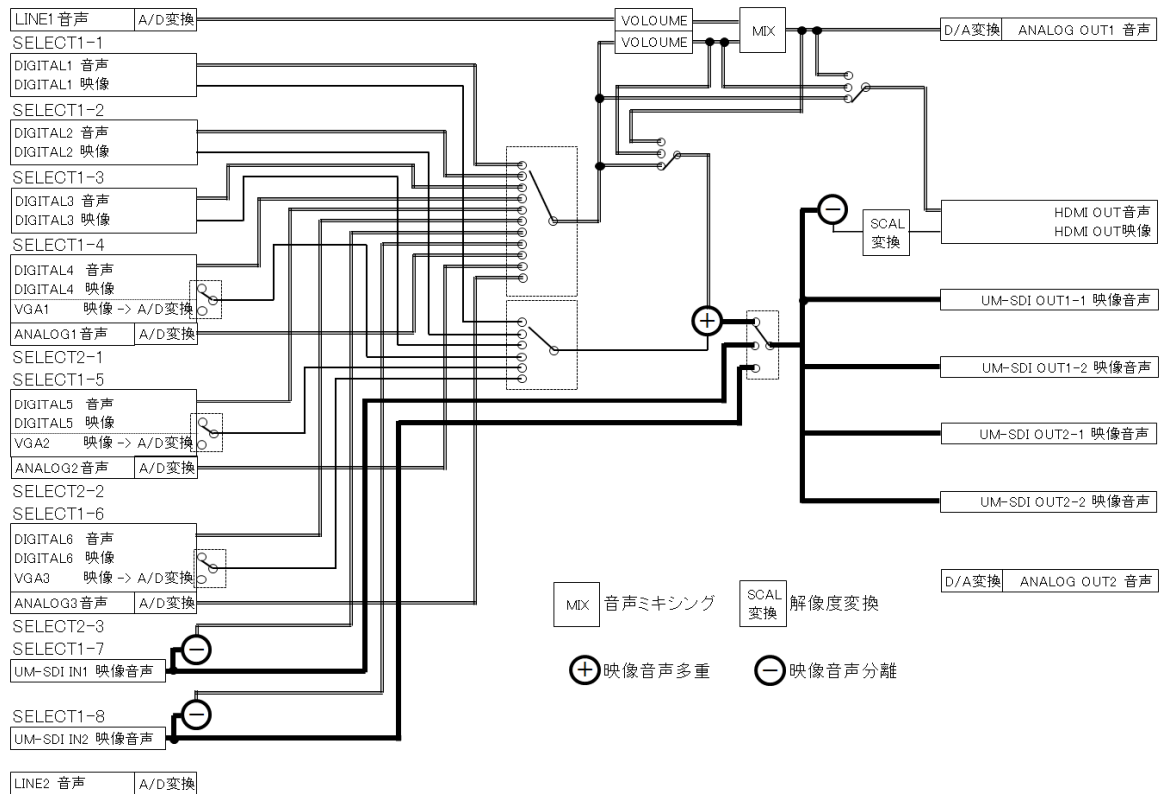 LINE1 音声 A/D変換
SELECT1-1
DIGITAL1 音声
DIGITAL1 映像
SELECT1-2
DIGITAL2 音声
DIGITAL2 映像
SELECT1-3
DIGITAL3 音声
DIGITAL3 映像
SELECT1-4
DIGITAL4 音声
DIGITAL4 映像
VGA1 映像 -> A/D変換
ANALOG1音声 A/D変換
SELECT2-1
SELECT1-5
DIGITAL5 音声
DIGITAL5 映像
VGA2 映像 -> A/D変換
ANALOG2音声 A/D変換
SELECT2-2
SELECT1-6
DIGITAL6 音声
DIGITAL6 映像
VGA3 映像 -> A/D変換
ANALOG3音声 A/D変換
SELECT2-3
SELECT1-7
UM-SDI IN1 映像音声
SELECT1-8
UM-SDI IN2 映像音声
LINE2 音声 A/D変換
VOLOUME
VOLOUME
MIX
D/A変換 ANALOG OUT1 音声
SCAL
変換
HDMI OUT音声
HDMI OUT映像
UM-SDI OUT1-1 映像音声
UM-SDI OUT1-2 映像音声
UM-SDI OUT2-1 映像音声
UM-SDI OUT2-2 映像音声
D/A変換 ANALOG OUT2 音声
MIX 音声ミキシング
SCAL
変換 解像度変換
+ 映像音声多重
− 映像音声分離